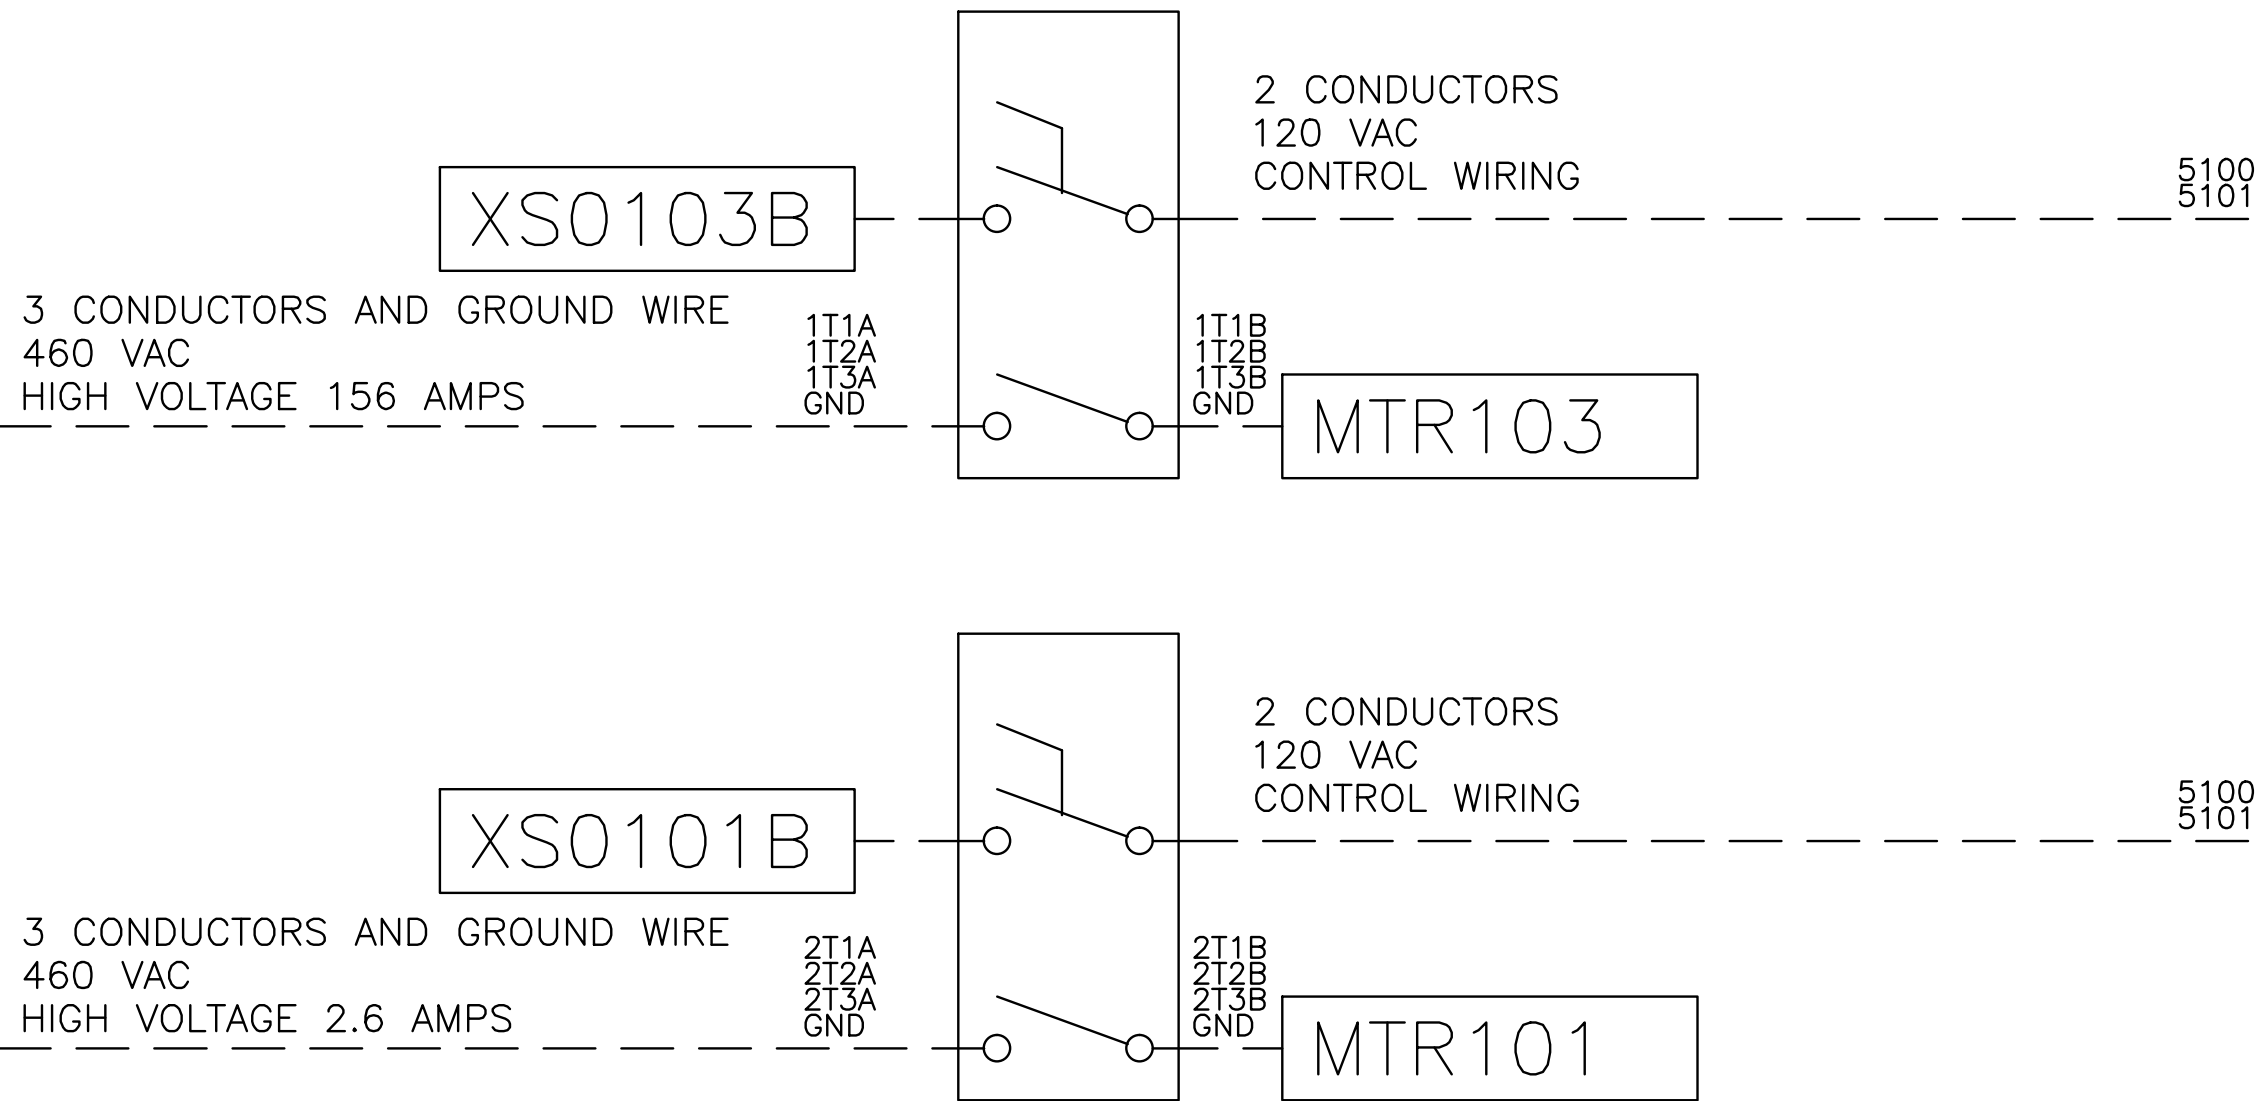 2 CONDUCTORS
120 VAC
CONTROL WIRING
5100
5101
XS0103B
3 CONDUCTORS AND GROUND WIRE
460 VAC
HIGH VOLTAGE 156 AMPS
1T1A
1T2A
1T3A
GND
1T1B
1T2B
1T3B
GND
MTR103
2 CONDUCTORS
120 VAC
CONTROL WIRING
5100
5101
XS0101B
3 CONDUCTORS AND GROUND WIRE
460 VAC
HIGH VOLTAGE 2.6 AMPS
2T1A
2T2A
2T3A
GND
2T1B
2T2B
2T3B
GND
MTR101